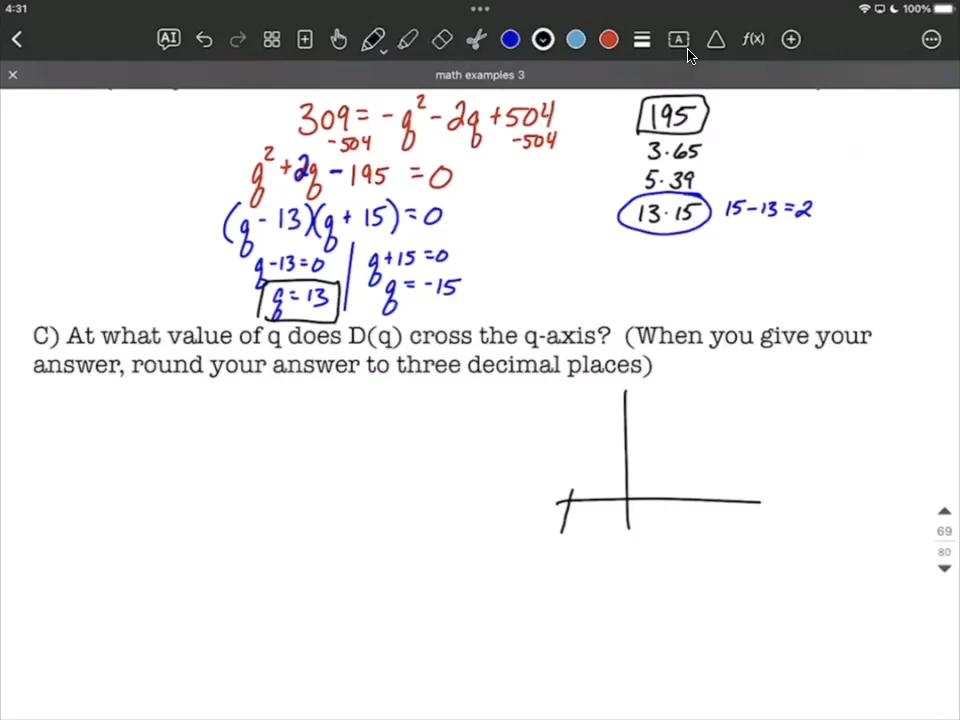 4:31
100%
AI
A
f(x)
math examples 3
309 = -q² - 2q + 504
-504 -504
q² + 2q - 195 = 0
(q - 13)(q + 15) = 0
q - 13 = 0
q + 15 = 0
q = 13
q = -15
195
3·65
5·39
13·15 15 - 13 = 2
C) At what value of q does D(q) cross the q-axis? (When you give your
answer, round your answer to three decimal places)
69
80